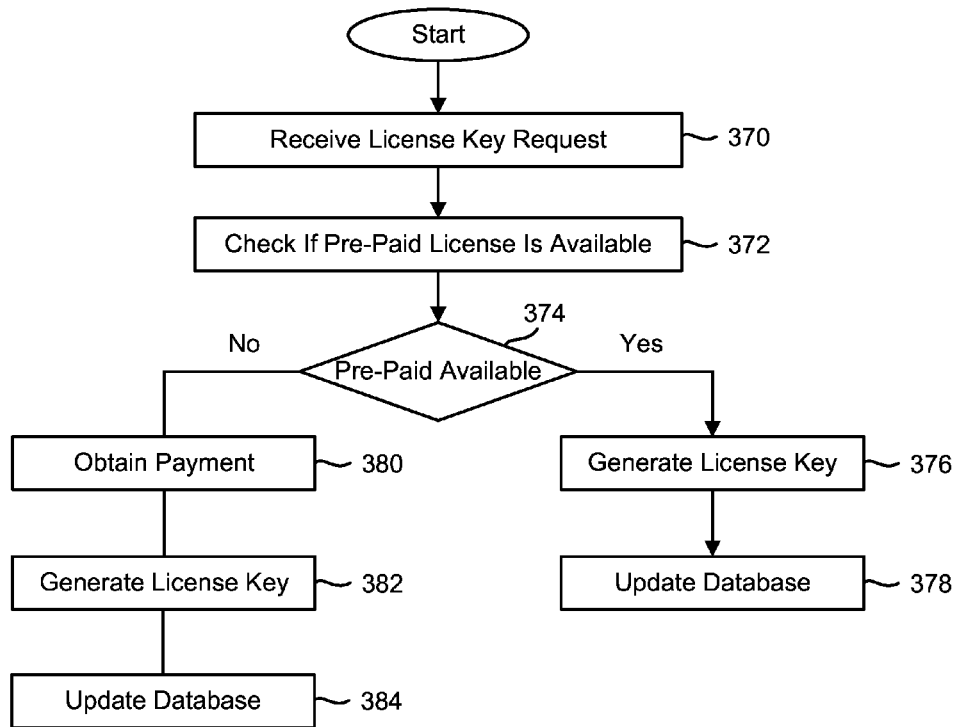 Start
Receive License Key Request
370
Check If Pre-Paid License Is Available
372
374
No
Yes
Pre-Paid Available
Obtain Payment
380
Generate License Key
376
Generate License Key
382
Update Database
378
Update Database
384